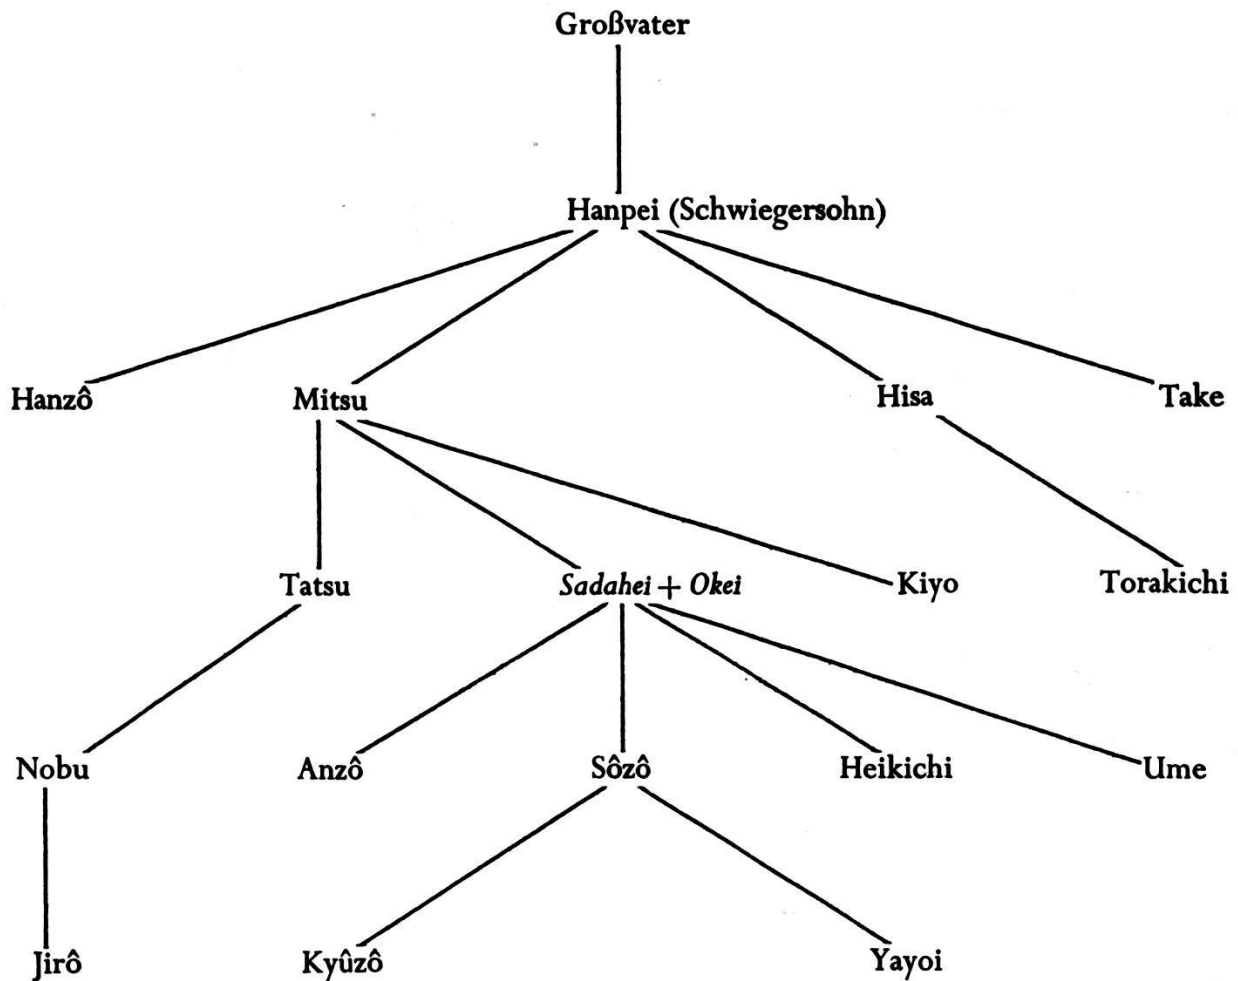 Großvater
Hanpei (Schwiegersohn)
Hanzô Mitsu Hisa Take
Tatsu Sadahei + Okei Kiyo Torakichi
Nobu Anzô Sôzô Heikichi Ume
Jirô Kyûzô Yayoi